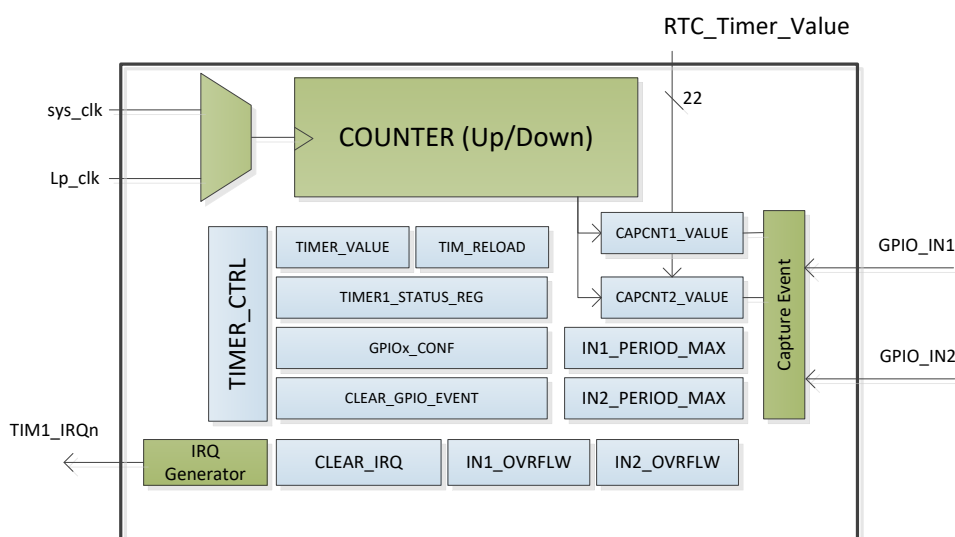 RTC_Timer_Value
sys_clk
22
COUNTER (Up/Down)
Lp_clk
TIMER_CTRL
TIMER_VALUE
TIM_RELOAD
CAPCNT1_VALUE
Capture Event
GPIO_IN1
TIMER1_STATUS_REG
CAPCNT2_VALUE
GPIOx_CONF
IN1_PERIOD_MAX
GPIO_IN2
CLEAR_GPIO_EVENT
IN2_PERIOD_MAX
TIM1_IRQn
IRQ
Generator
CLEAR_IRQ
IN1_OVRFLW
IN2_OVRFLW